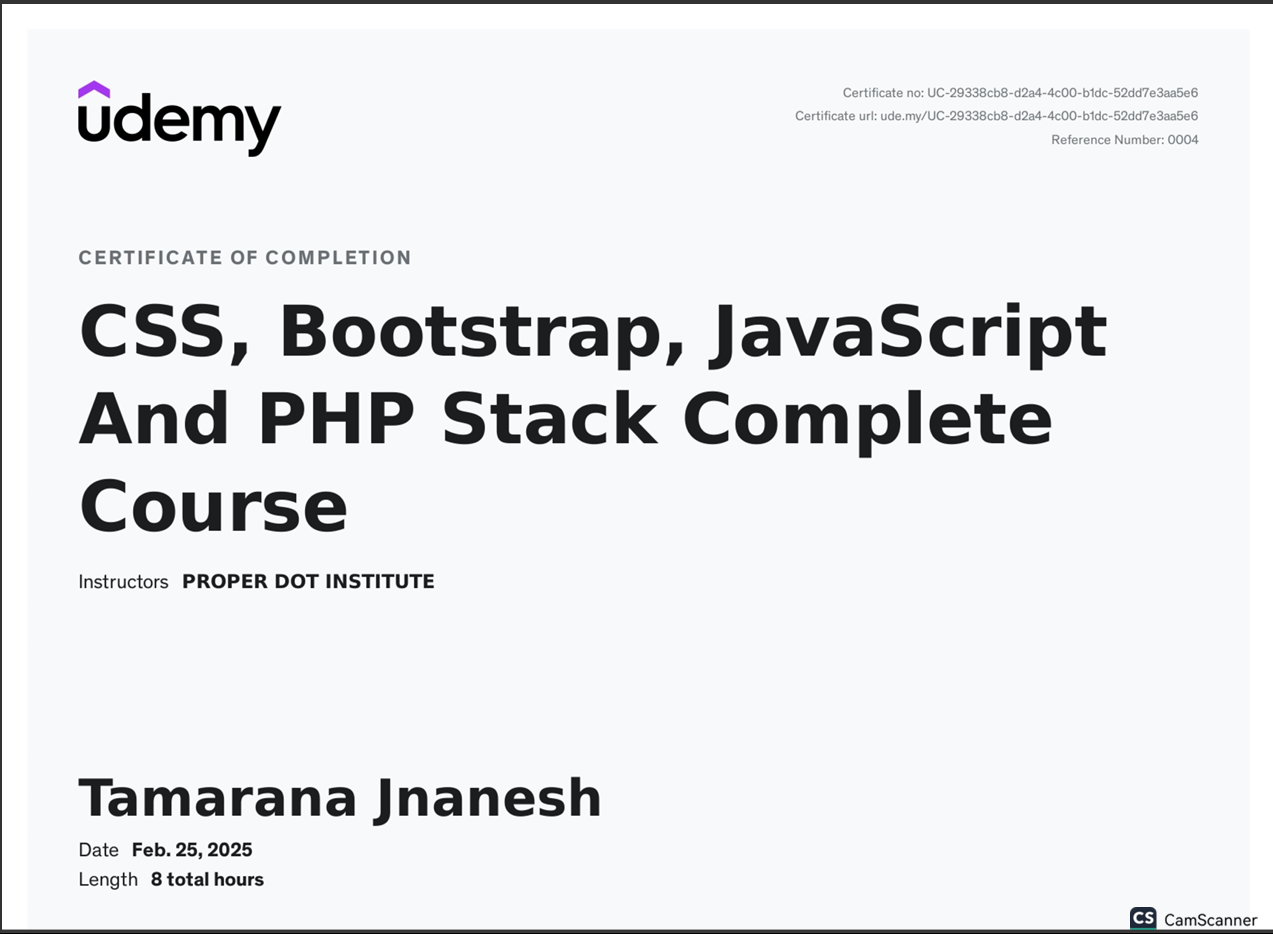 udemy
Certificate no: UC-29338cb8-d2a4-4c00-b1dc-52dd7e3aa5e6
Certificate url: ude.my/UC-29338cb8-d2a4-4c00-b1dc-52dd7e3aa5e6
Reference Number: 0004
CERTIFICATE OF COMPLETION
CSS, Bootstrap, JavaScript
And PHP Stack Complete
Course
Instructors PROPER DOT INSTITUTE
Tamarana Jnanesh
Date Feb. 25, 2025
Length 8 total hours
CS CamScanner